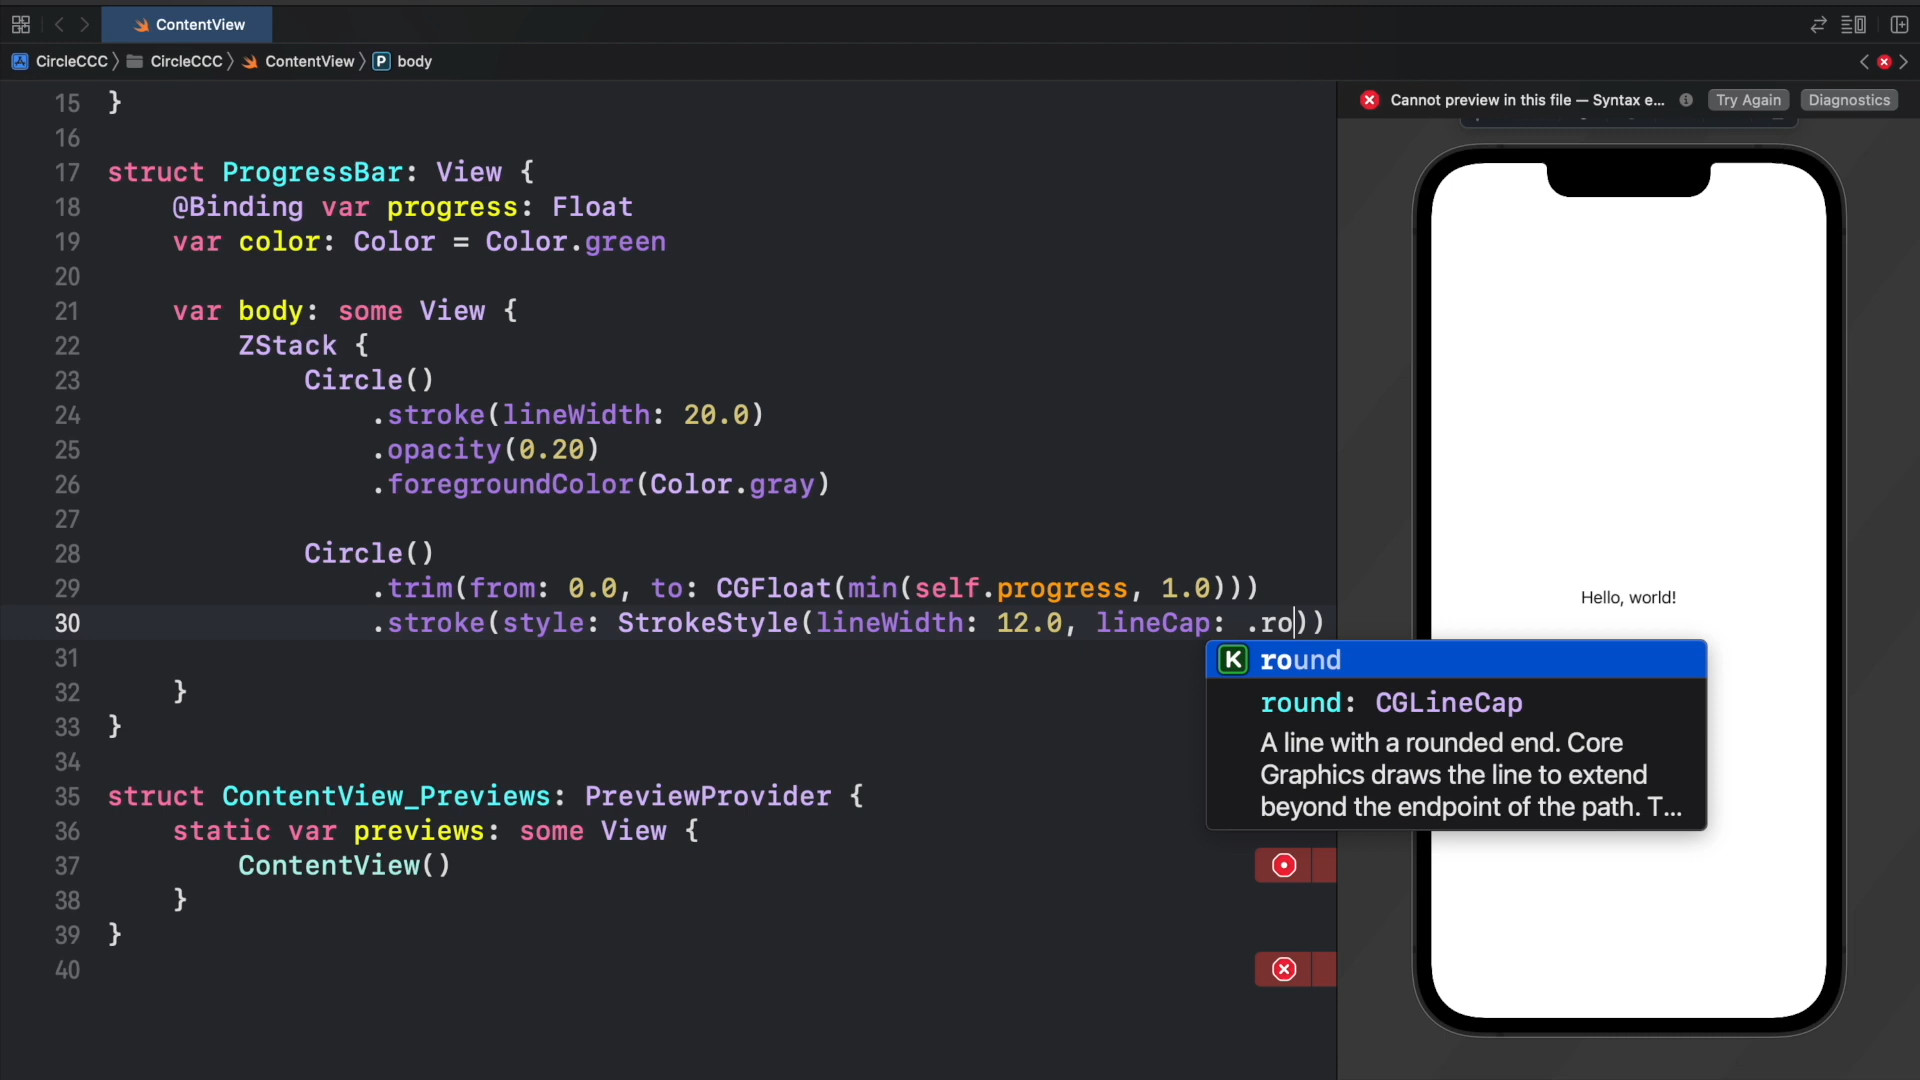 ContentView
CircleCCC 〉 CircleCCC 〉 ContentView 〉 P body
15 }
16
17 struct ProgressBar: View {
18 @Binding var progress: Float
19 var color: Color = Color.green
20
21 var body: some View {
22 ZStack {
23 Circle()
24 .stroke(lineWidth: 20.0)
25 .opacity(0.20)
26 .foregroundColor(Color.gray)
27
28 Circle()
29 .trim(from: 0.0, to: CGFloat(min(self.progress, 1.0)))
30 .stroke(style: StrokeStyle(lineWidth: 12.0, lineCap: .ro))
31
32 }
33 }
34
35 struct ContentView_Previews: PreviewProvider {
36 static var previews: some View {
37 ContentView()
38 }
39 }
40
K round
round: CGLineCap
A line with a rounded end. Core
Graphics draws the line to extend
beyond the endpoint of the path. T...
Cannot preview in this file — Syntax e... Try Again Diagnostics
Hello, world!